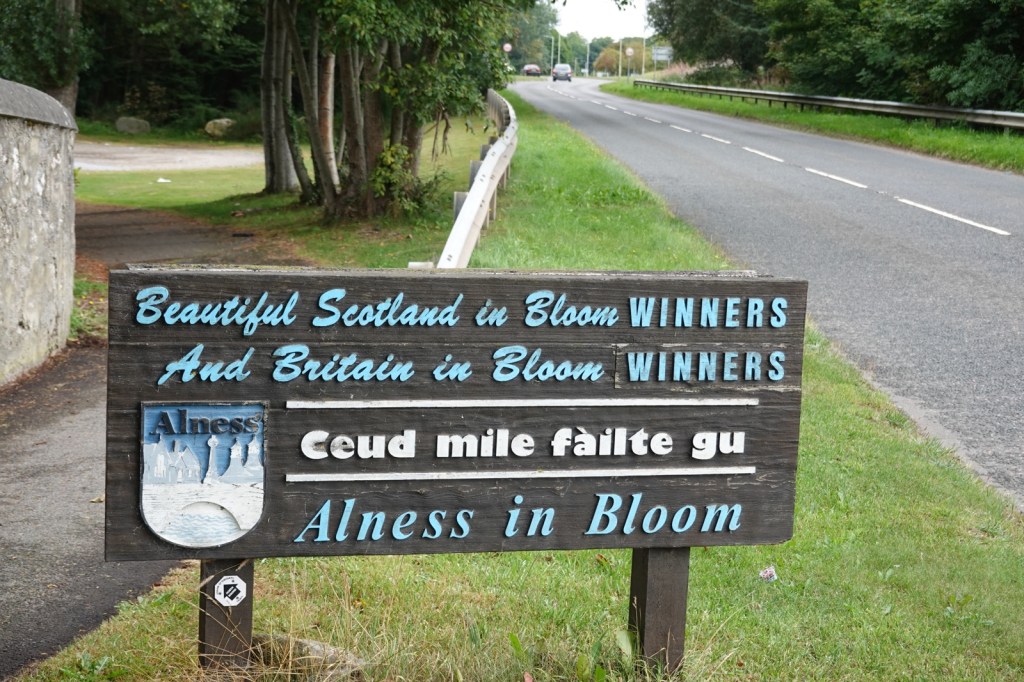 Beautiful Scotland in Bloom WINNERS
And Britain in Bloom WINNERS
Alness
Ceud mìle fàilte gu
Alness in Bloom